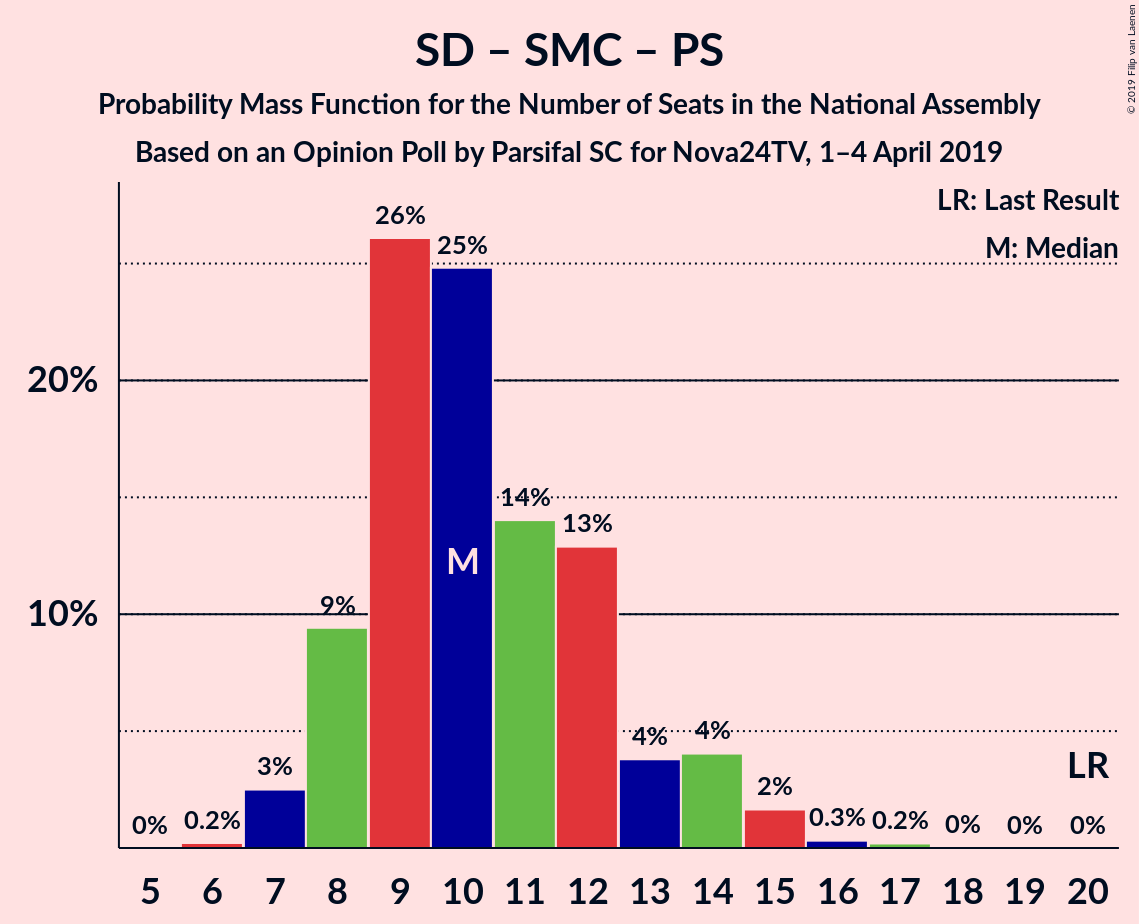 SD – SMC – PS
Probability Mass Function for the Number of Seats in the National Assembly
Based on an Opinion Poll by Parsifal SC for Nova24TV, 1–4 April 2019
© 2019 Filip van Laenen
LR: Last Result
M: Median
26%
25%
20%
14%
13%
M
10%
9%
4%
4%
LR
3%
2%
0%
0.2%
0.3%
0.2%
0%
0%
0%
5 6 7 8 9 10 11 12 13 14 15 16 17 18 19 20